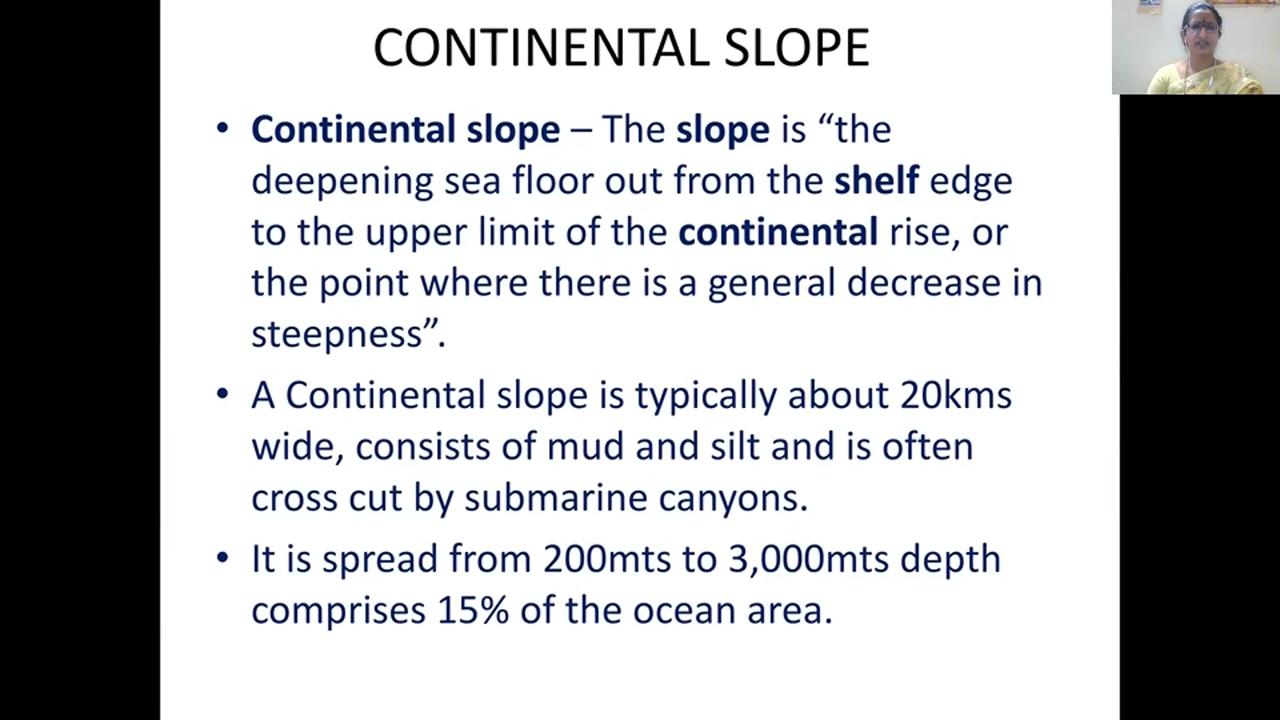 CONTINENTAL SLOPE
• Continental slope – The slope is “the
deepening sea floor out from the shelf edge
to the upper limit of the continental rise, or
the point where there is a general decrease in
steepness”.
• A Continental slope is typically about 20kms
wide, consists of mud and silt and is often
cross cut by submarine canyons.
• It is spread from 200mts to 3,000mts depth
comprises 15% of the ocean area.